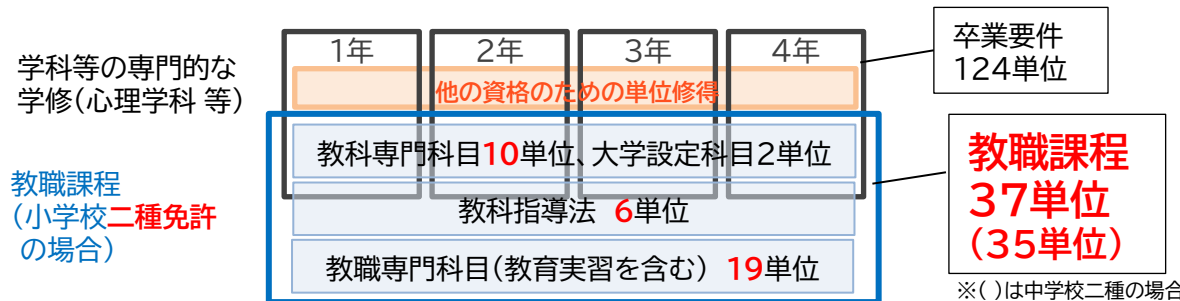 学科等の専門的な
学修(心理学科 等)
1年
2年
3年
4年
他の資格のための単位修得
卒業要件
124単位
教職課程
(小学校二種免許
の場合)
教科専門科目10単位、大学設定科目2単位
教科指導法 6単位
教職専門科目(教育実習を含む) 19単位
教職課程
37単位
(35単位)
※( )は中学校二種の場合